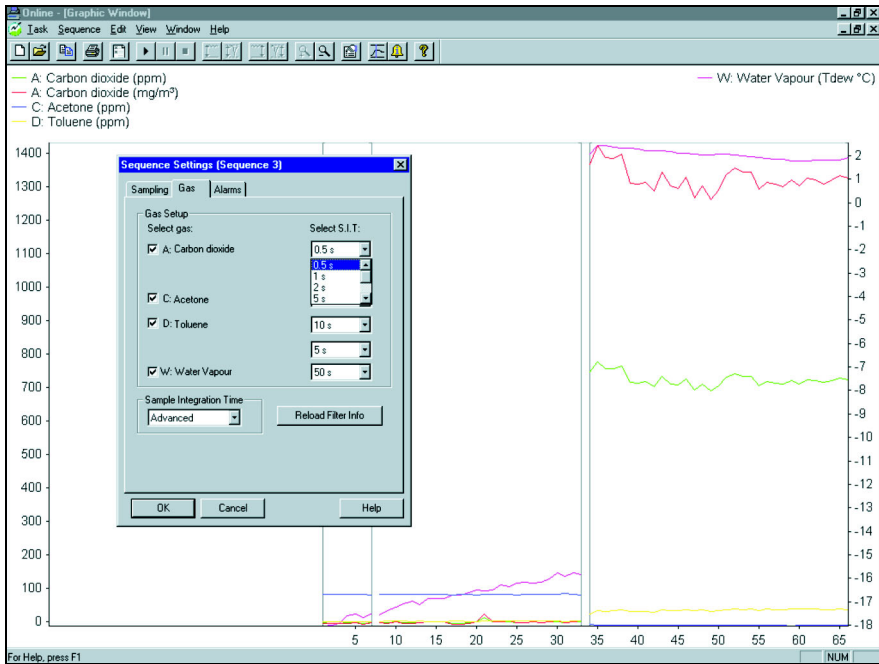 Online - [Graphic Window]
Task Sequence Edit View Window Help
A: Carbon dioxide (ppm)
A: Carbon dioxide (mg/m³)
C: Acetone (ppm)
D: Toluene (ppm)
W: Water Vapour (Tdew °C)
Sequence Settings (Sequence 3)
Sampling Gas Alarms
Gas Setup
Select gas: Select S.I.T:
A: Carbon dioxide 0.5 s
0.5 s
1 s
2 s
5 s
C: Acetone
D: Toluene 10 s
5 s
W: Water Vapour 50 s
Sample Integration Time
Advanced Reload Filter Info
OK Cancel Help
1400
1300
1200
1100
1000
900
800
700
600
500
400
300
200
100
0
2
1
0
-1
-2
-3
-4
-5
-6
-7
-8
-9
-10
-11
-12
-13
-14
-15
-16
-17
-18
5 10 15 20 25 30 35 40 45 50 55 60 65
For Help, press F1 NUM